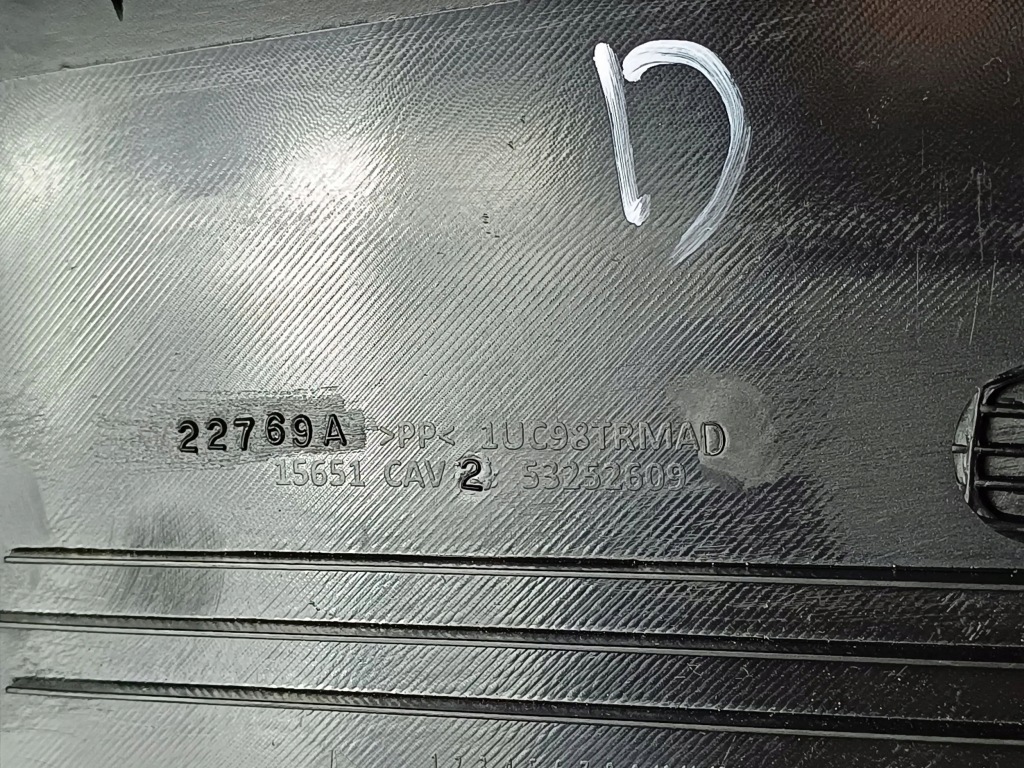 D
22769A >PP< 1UC98TRMAD
15651 CAV 2 53252609